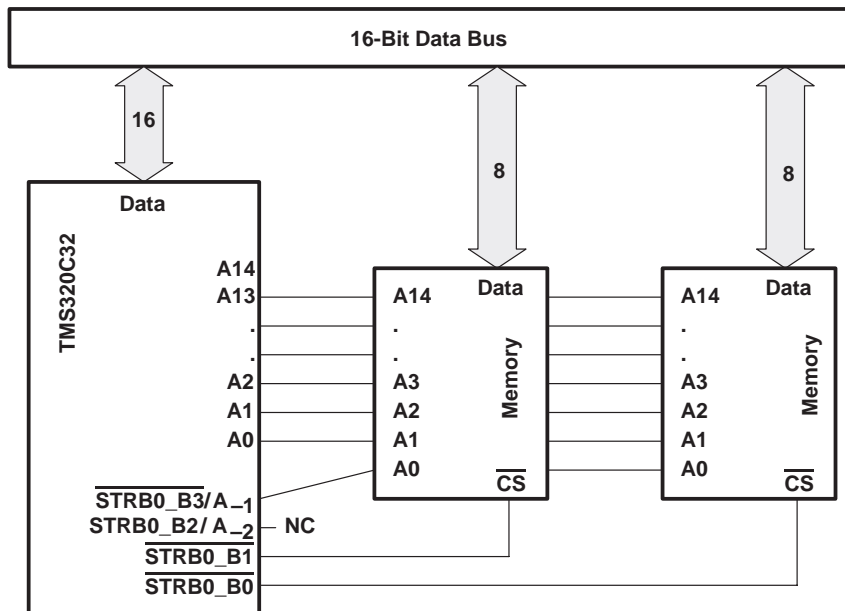 16-Bit Data Bus
16
8
8
Data
TMS320C32
A14
A13
.
.
A2
A1
A0
STRB0_B3/A–1
STRB0_B2/A–2
NC
STRB0_B1
STRB0_B0
Data
A14
.
.
A3
A2
A1
A0
Memory
CS
Data
A14
.
.
A3
A2
A1
A0
Memory
CS